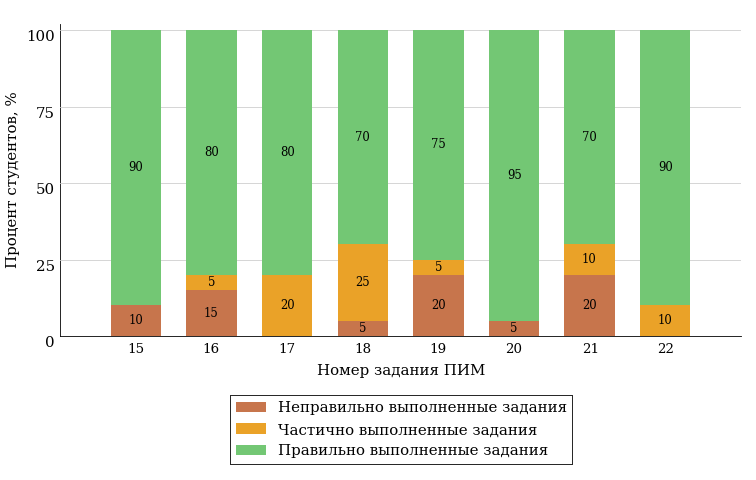 Процент студентов, %
100
75
50
25
0
90 80 80 70 75 95 70 90
5 5 10
10 15 20 25 20 20 10
5 5
15 16 17 18 19 20 21 22
Номер задания ПИМ
Неправильно выполненные задания
Частично выполненные задания
Правильно выполненные задания